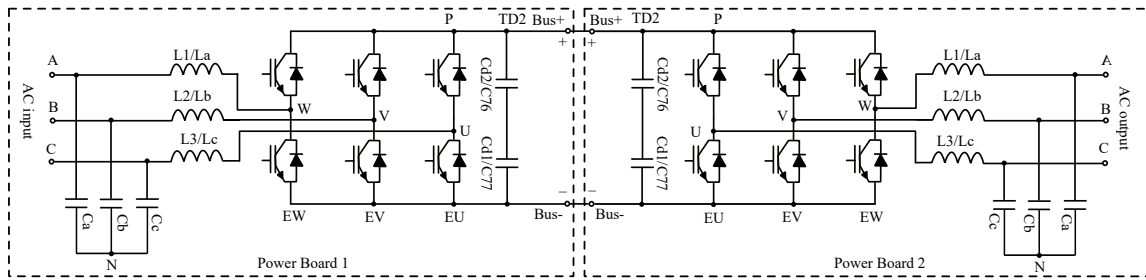 P TD2 Bus+ Bus+ TD2 P
+ +
A L1/La Cd2/C76 Cd2/C76 L1/La A
AC input W W AC output
B L2/Lb V V L2/Lb B
C L3/Lc U U L3/Lc C
Cd1/C77 Cd1/C77
− −
EW EV EU Bus- Bus- EU EV EW
Ca Cb Cc Cc Cb Ca
N N
Power Board 1 Power Board 2